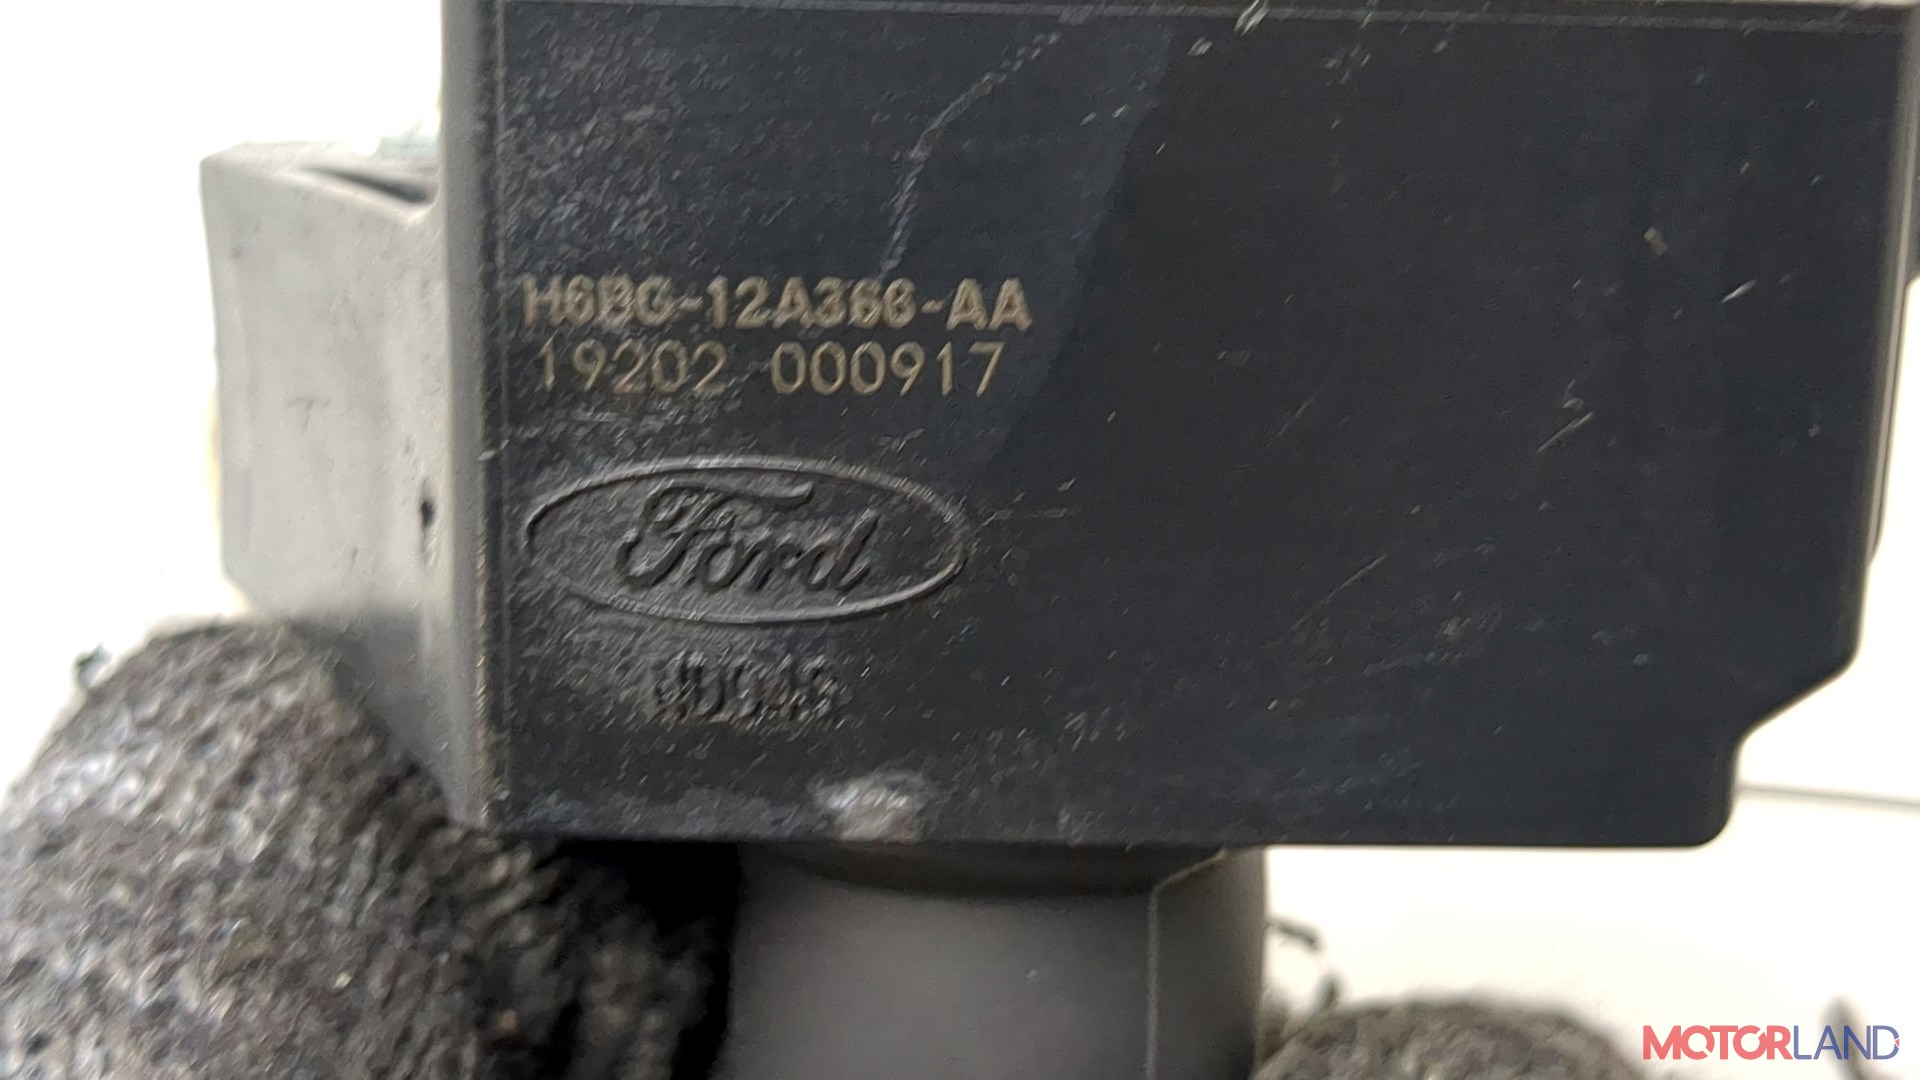 H6BG-12A366-AA
19202 000917
Ford
MOTORLAND